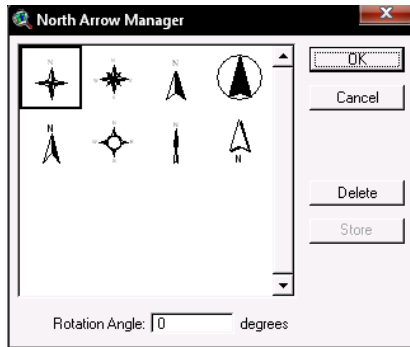 North Arrow Manager
OK
Cancel
N
N
N
N
Delete
Store
Rotation Angle: 0 degrees